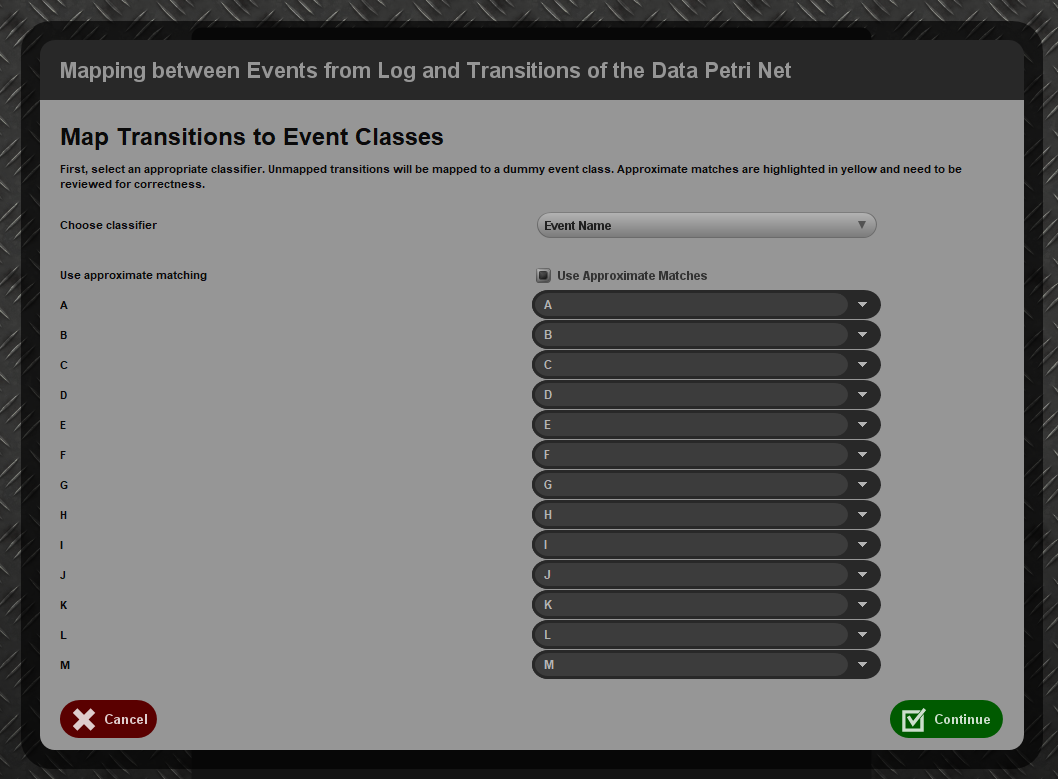 Mapping between Events from Log and Transitions of the Data Petri Net
Map Transitions to Event Classes
First, select an appropriate classifier. Unmapped transitions will be mapped to a dummy event class. Approximate matches are highlighted in yellow and need to be
reviewed for correctness.
Choose classifier Event Name
Use approximate matching Use Approximate Matches
A A
B B
C C
D D
E E
F F
G G
H H
I I
J J
K K
L L
M M
Cancel Continue